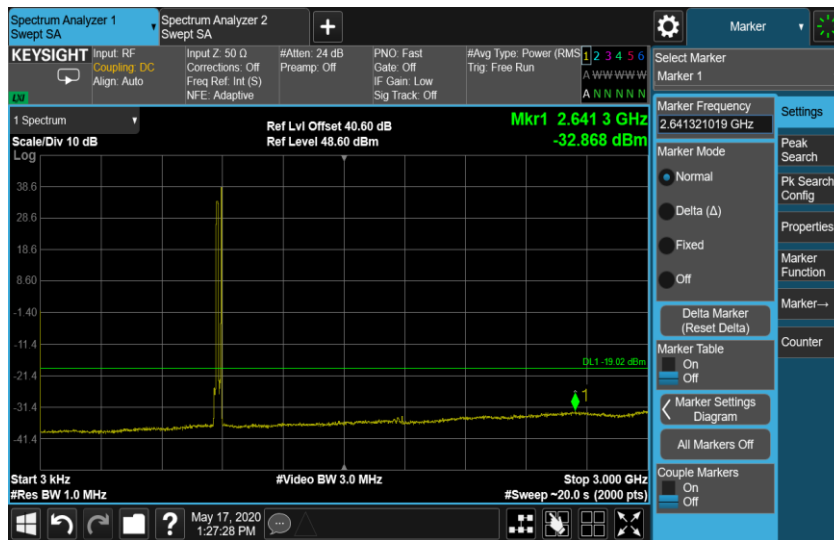 Spectrum Analyzer 1
Swept SA
Spectrum Analyzer 2
Swept SA
+
Marker
KEYSIGHT
LXI
Input: RF
Coupling: DC
Align: Auto
Input Z: 50 Ω
Corrections: Off
Freq Ref: Int (S)
NFE: Adaptive
#Atten: 24 dB
Preamp: Off
PNO: Fast
Gate: Off
IF Gain: Low
Sig Track: Off
#Avg Type: Power (RMS
Trig: Free Run
1 2 3 4 5 6
A W W W W W
A N N N N N
Select Marker
Marker 1
1 Spectrum
Scale/Div 10 dB
Log
Ref Lvl Offset 40.60 dB
Ref Level 48.60 dBm
Mkr1 2.641 3 GHz
-32.868 dBm
38.6
28.6
18.6
8.60
-1.40
-11.4
-21.4
-31.4
-41.4
DL1 -19.02 dBm
1
Start 3 kHz
#Res BW 1.0 MHz
#Video BW 3.0 MHz
Stop 3.000 GHz
#Sweep ~20.0 s (2000 pts)
Marker Frequency
2.641321019 GHz
Marker Mode
Normal
Delta (Δ)
Fixed
Off
Delta Marker
(Reset Delta)
Marker Table
On
Off
Marker Settings
Diagram
All Markers Off
Couple Markers
On
Off
Settings
Peak
Search
Pk Search
Config
Properties
Marker
Function
Marker→
Counter
?
May 17, 2020
1:27:28 PM